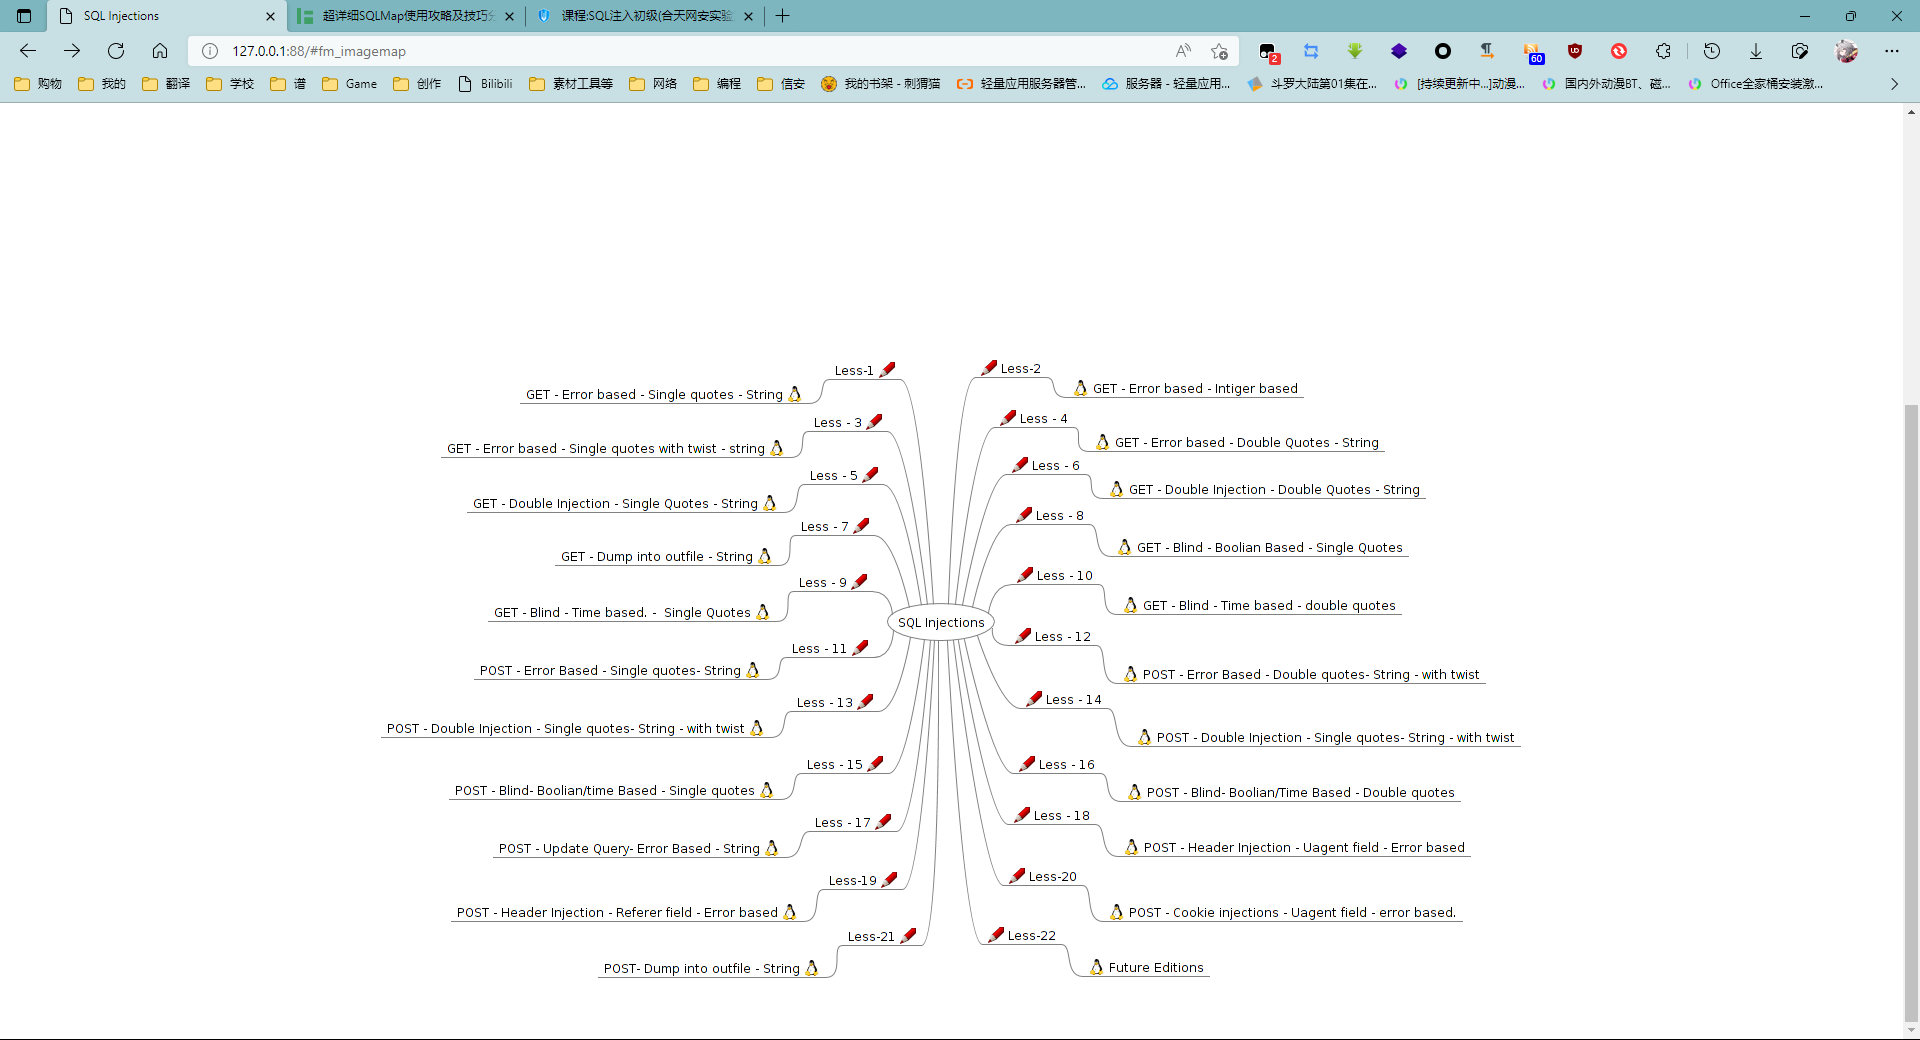 SQL Injections
超详细SQLMap使用攻略及技巧分
课程:SQL注入初级(合天网安实验
127.0.0.1:88/#fm_imagemap
2
60
购物 我的 翻译 学校 谱 Game 创作 Bilibili 素材工具等 网络 编程 信安 我的书架 - 刺猬猫 轻量应用服务器管... 服务器 - 轻量应用... 斗罗大陆第01集在... [持续更新中...]动漫... 国内外动漫BT、磁... Office全家桶安装激...
Less-1
GET - Error based - Single quotes - String
Less-2
GET - Error based - Intiger based
Less - 3
GET - Error based - Single quotes with twist - string
Less - 4
GET - Error based - Double Quotes - String
Less - 5
GET - Double Injection - Single Quotes - String
Less - 6
GET - Double Injection - Double Quotes - String
Less - 7
GET - Dump into outfile - String
Less - 8
GET - Blind - Boolian Based - Single Quotes
Less - 9
GET - Blind - Time based. -  Single Quotes
Less - 10
GET - Blind - Time based - double quotes
SQL Injections
Less - 11
POST - Error Based - Single quotes- String
Less - 12
POST - Error Based - Double quotes- String - with twist
Less - 13
POST - Double Injection - Single quotes- String - with twist
Less - 14
POST - Double Injection - Single quotes- String - with twist
Less - 15
POST - Blind- Boolian/time Based - Single quotes
Less - 16
POST - Blind- Boolian/Time Based - Double quotes
Less - 17
POST - Update Query- Error Based - String
Less - 18
POST - Header Injection - Uagent field - Error based
Less-19
POST - Header Injection - Referer field - Error based
Less-20
POST - Cookie injections - Uagent field - error based.
Less-21
POST- Dump into outfile - String
Less-22
Future Editions